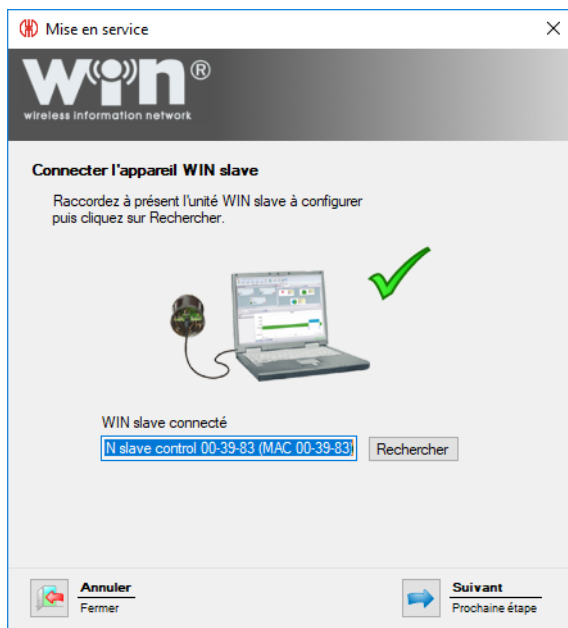 Mise en service
win®
wireless information network
Connecter l'appareil WIN slave
Raccordez à présent l'unité WIN slave à configurer
puis cliquez sur Rechercher.
WIN slave connecté
N slave control 00-39-83 (MAC 00-39-83)
Rechercher
Annuler
Fermer
Suivant
Prochaine étape